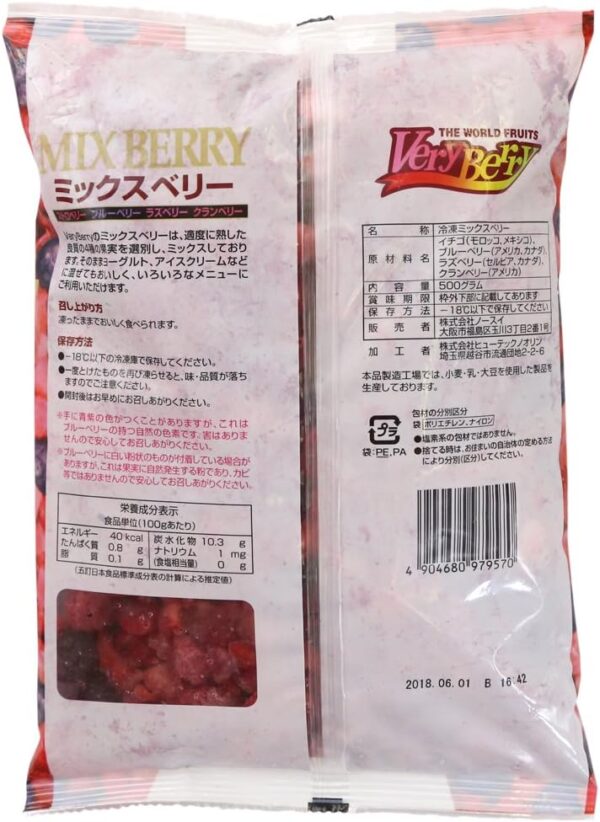 MIX BERRY
ミックスベリー
ストロベリー ブルーベリー ラズベリー クランベリー
VeryBerryのミックスベリーは、適度に熟した
良質の4種の果実を選別し、ミックスしており
ます。そのままヨーグルト、アイスクリームなど
に混ぜてもおいしく、いろいろなメニューに
ご利用いただけます。
召し上がり方
凍ったままでおいしく食べられます。
保存方法
●-18℃以下の冷凍庫で保存してください。
●一度とけたものを再び凍らせると、味・品質が落ち
ますのでご注意ください。
●開封後はお早めにお召しあがりください。
※手に青紫の色がつくことがありますが、これは
ブルーベリーの持つ自然の色素です。害はありま
せんので安心してお召しあがりください。
※ブルーベリーに白い粉状のものが付着している場合が
ありますが、これは果実に自然発生する粉であり、カビ
等ではありませんので安心してお召しあがりください。
栄養成分表示
食品単位(100gあたり)
エネルギー 40 kcal 炭水化物 10.3 g
たんぱく質 0.8 g ナトリウム 1 mg
脂質 0.1 g (食塩相当量) 0 g
(五訂日本食品標準成分表の計算による推定値)
THE WORLD FRUITS
VeryBerry
名称 冷凍ミックスベリー
原材料名 イチゴ(モロッコ、メキシコ)、
ブルーベリー(アメリカ、カナダ)、
ラズベリー(セルビア、カナダ)、
クランベリー(アメリカ)
内容量 500グラム
賞味期限 枠外下部に記載してあります
保存方法 -18℃以下で保存してください
販売者 株式会社ノースイ
大阪市福島区玉川3丁目2番1号
加工者 株式会社ヒューテックノオリン
埼玉県越谷市流通団地2-2-6
本品製造工場では、小麦・乳・大豆を使用した製品を
生産しております。
プラ
袋:PE,PA
包材の分別区分
袋 ポリエチレン、ナイロン
●塩素系の包材ではありません。
●捨てる時は、お住まいの自治体の定める方法
により分別(区分)してください。
4 904680 979570
2018.06.01 B 16:42